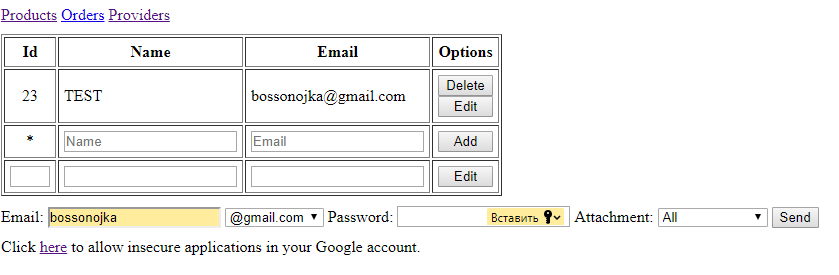 Products Orders Providers
Id Name Email Options
23 TEST bossonojka@gmail.com Delete
Edit
* Name Email Add
Edit
Email: bossonojka @gmail.com Password: Вставить Attachment: All Send
Click here to allow insecure applications in your Google account.